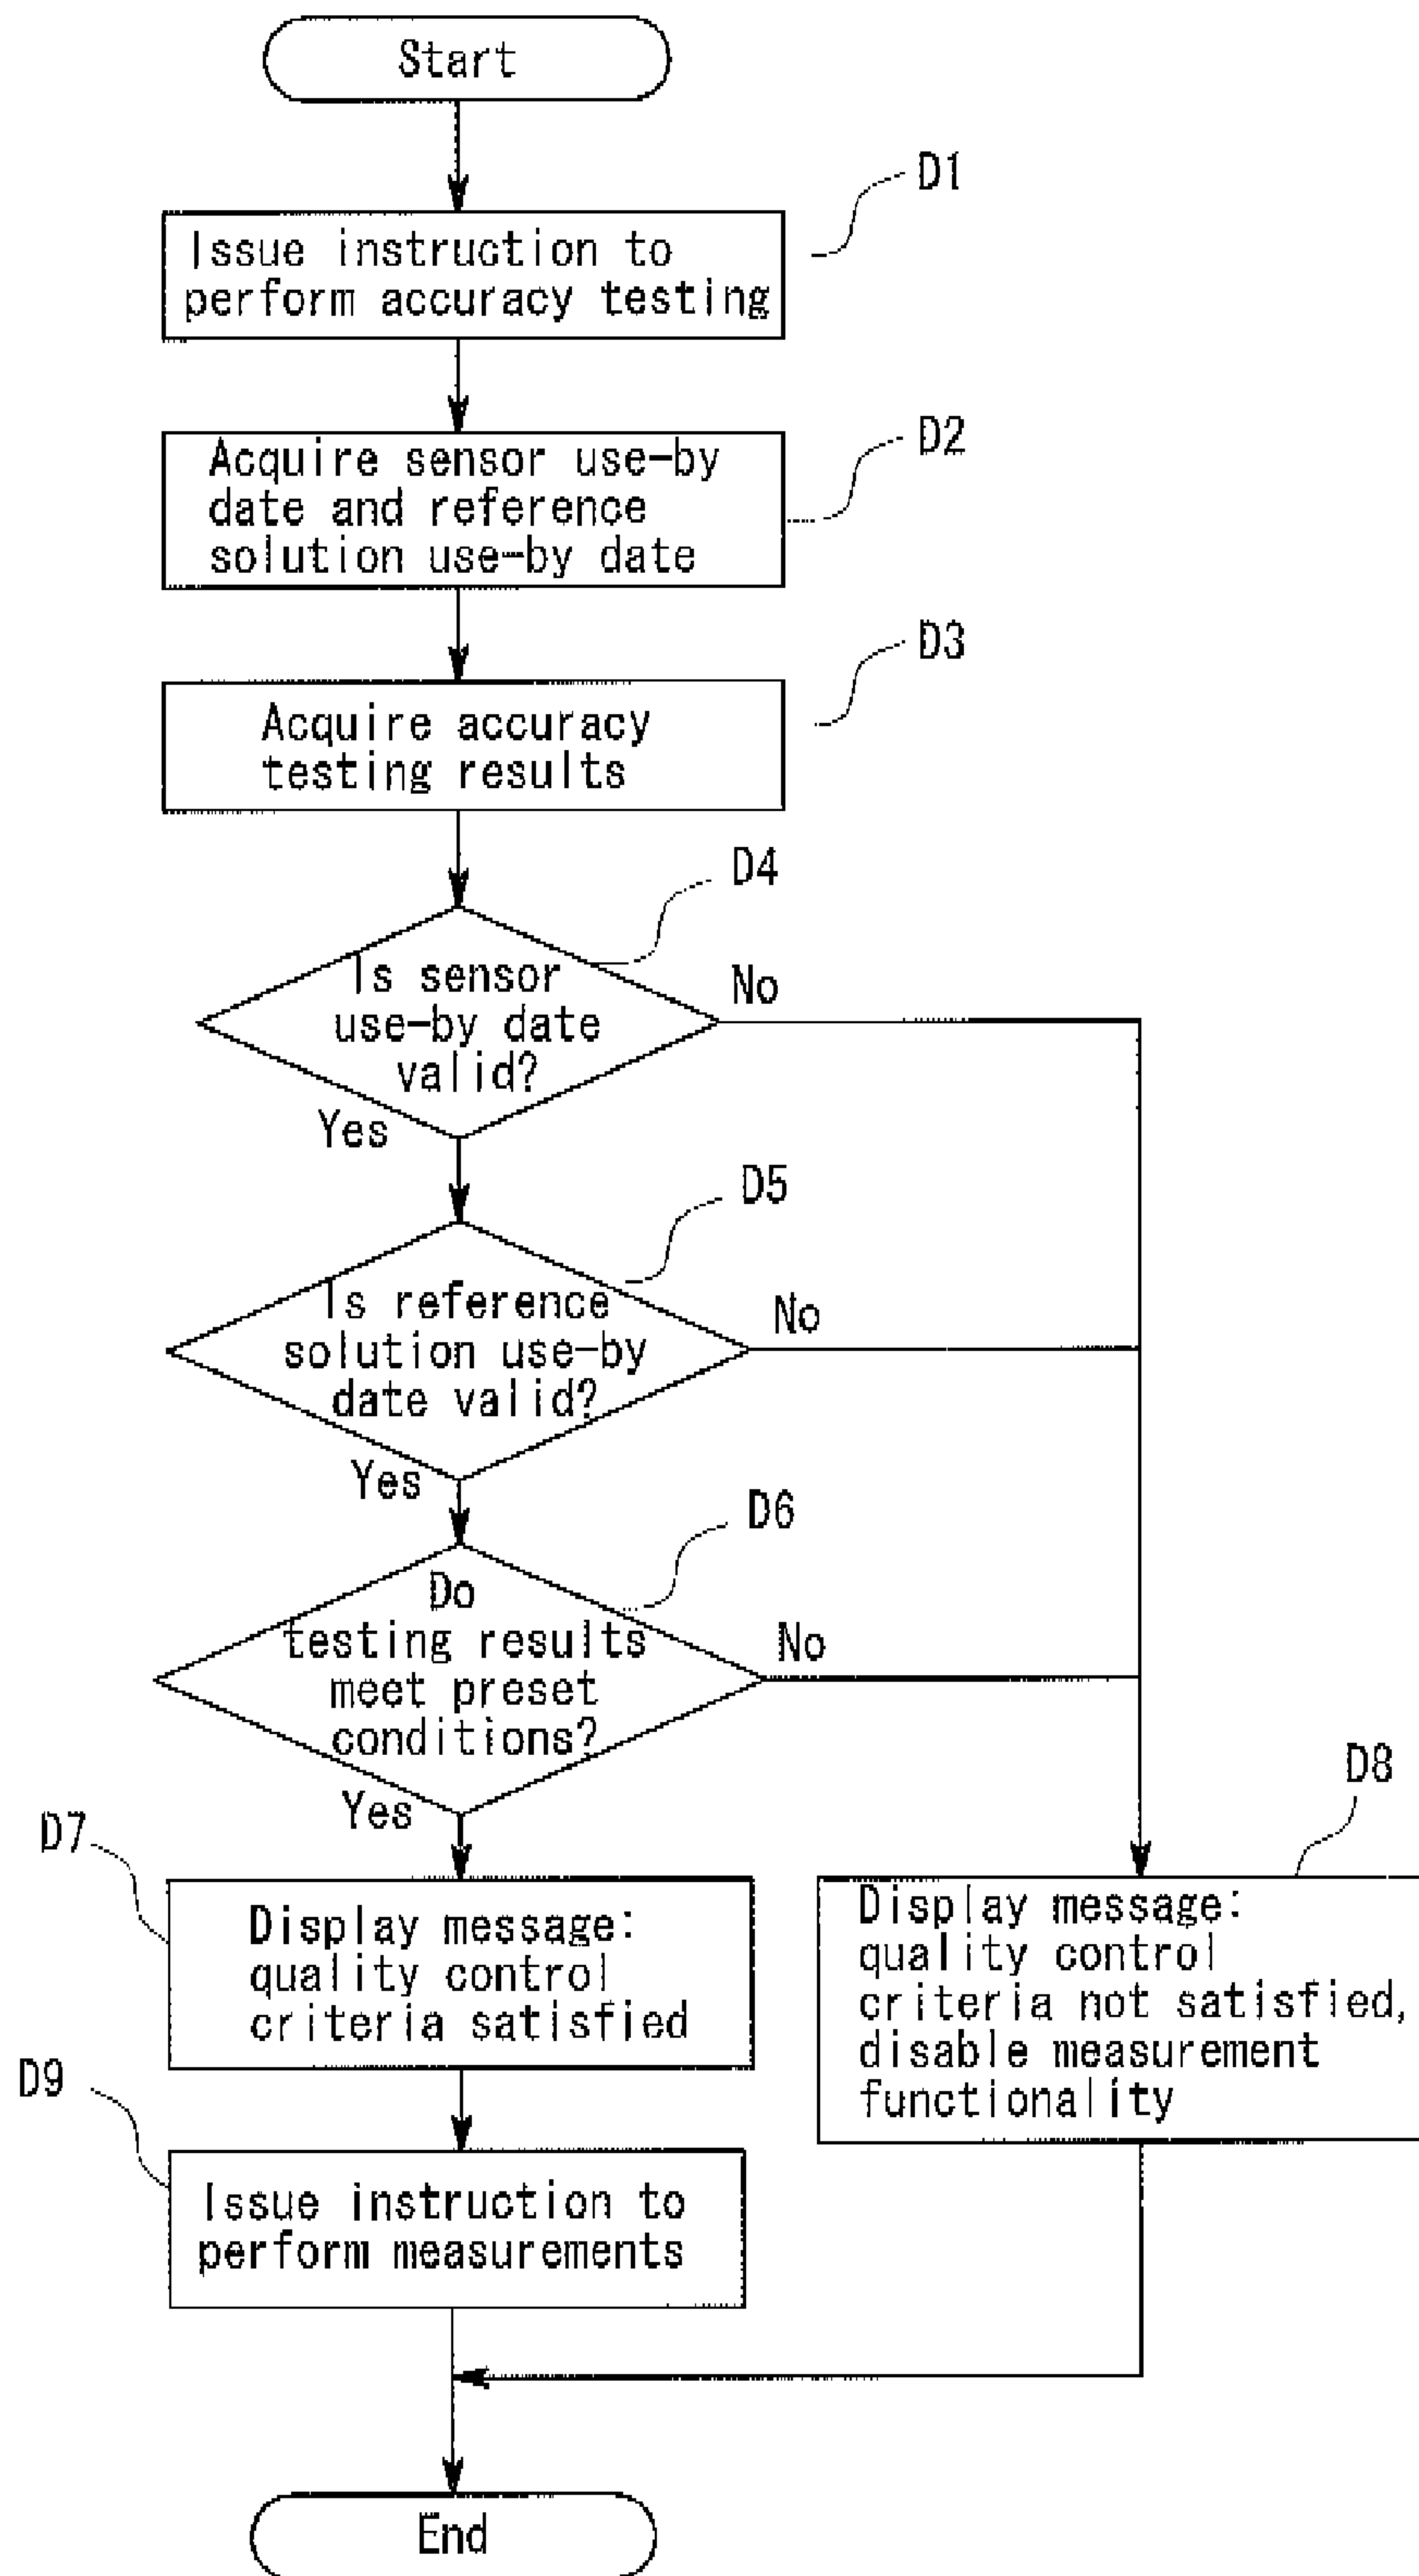 Start
D1
Issue instruction to
perform accuracy testing
D2
Acquire sensor use-by
date and reference
solution use-by date
D3
Acquire accuracy
testing results
D4
Is sensor
use-by date
valid?
No
Yes
D5
Is reference
solution use-by
date valid?
No
Yes
D6
Do
testing results
meet preset
conditions?
No
Yes
D7
Display message:
quality control
criteria satisfied
D8
Display message:
quality control
criteria not satisfied,
disable measurement
functionality
D9
Issue instruction to
perform measurements
End